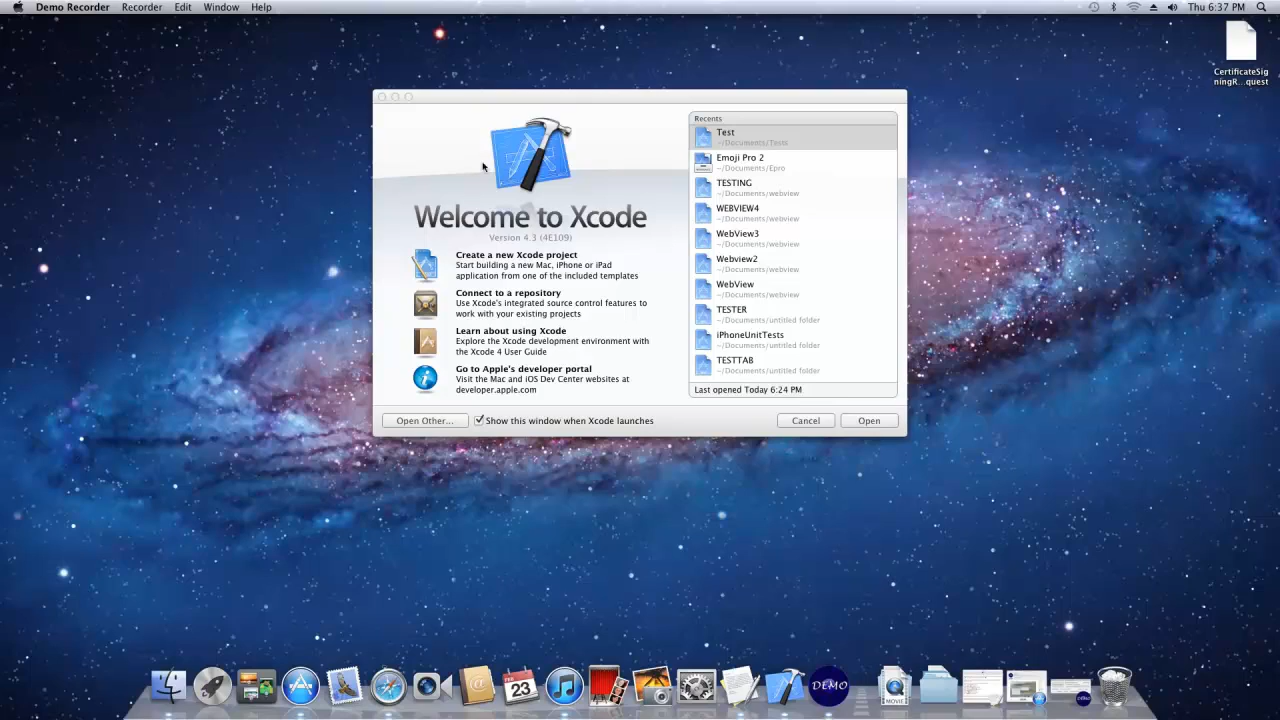 Demo Recorder Recorder Edit Window Help
Thu 6:37 PM
CertificateSig
ningR...quest
Welcome to Xcode
Version 4.3 (4E109)
Create a new Xcode project
Start building a new Mac, iPhone or iPad
application from one of the included templates
Connect to a repository
Use Xcode's integrated source control features to
work with your existing projects
Learn about using Xcode
Explore the Xcode development environment with
the Xcode 4 User Guide
Go to Apple's developer portal
Visit the Mac and iOS Dev Center websites at
developer.apple.com
Recents
Test
~/Documents/Tests
Emoji Pro 2
~/Documents/Epro
TESTING
~/Documents/webview
WEBVIEW4
~/Documents/webview
WebView3
~/Documents/webview
Webview2
~/Documents/webview
WebView
~/Documents/webview
TESTER
~/Documents/untitled folder
iPhoneUnitTests
~/Documents/untitled folder
TESTTAB
~/Documents/untitled folder
Last opened Today 6:24 PM
Open Other...
Show this window when Xcode launches
Cancel
Open
FEB
23
DEMO
MOVIE